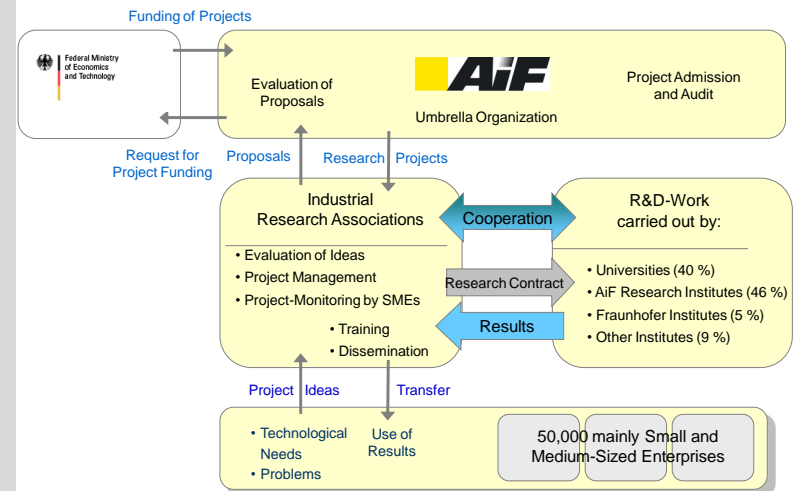 Funding of Projects
Federal Ministry
of Economics
and Technology
Evaluation of
Proposals
AiF
Umbrella Organization
Project Admission
and Audit
Request for
Project Funding
Proposals
Research Projects
Industrial
Research Associations
• Evaluation of Ideas
• Project Management
• Project-Monitoring by SMEs
• Training
• Dissemination
Cooperation
Research Contract
Results
R&D-Work
carried out by:
• Universities (40 %)
• AiF Research Institutes (46 %)
• Fraunhofer Institutes (5 %)
• Other Institutes (9 %)
Project Ideas
Transfer
• Technological
Needs
• Problems
Use of
Results
50,000 mainly Small and
Medium-Sized Enterprises